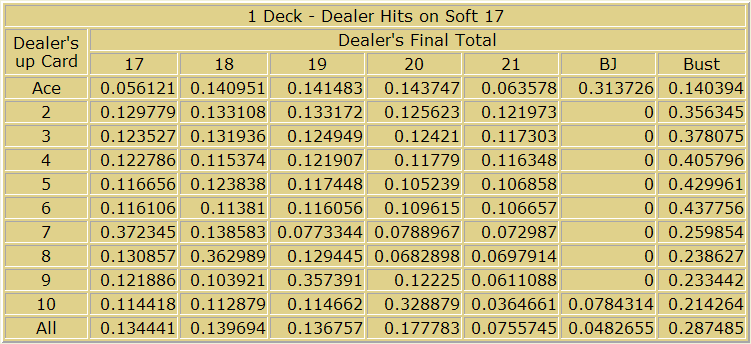 1 Deck - Dealer Hits on Soft 17
Dealer's up Card Dealer's Final Total
17 18 19 20 21 BJ Bust
Ace 0.056121 0.140951 0.141483 0.143747 0.063578 0.313726 0.140394
2 0.129779 0.133108 0.133172 0.125623 0.121973 0 0.356345
3 0.123527 0.131936 0.124949 0.12421 0.117303 0 0.378075
4 0.122786 0.115374 0.121907 0.11779 0.116348 0 0.405796
5 0.116656 0.123838 0.117448 0.105239 0.106858 0 0.429961
6 0.116106 0.11381 0.116056 0.109615 0.106657 0 0.437756
7 0.372345 0.138583 0.0773344 0.0788967 0.072987 0 0.259854
8 0.130857 0.362989 0.129445 0.0682898 0.0697914 0 0.238627
9 0.121886 0.103921 0.357391 0.12225 0.0611088 0 0.233442
10 0.114418 0.112879 0.114662 0.328879 0.0364661 0.0784314 0.214264
All 0.134441 0.139694 0.136757 0.177783 0.0755745 0.0482655 0.287485